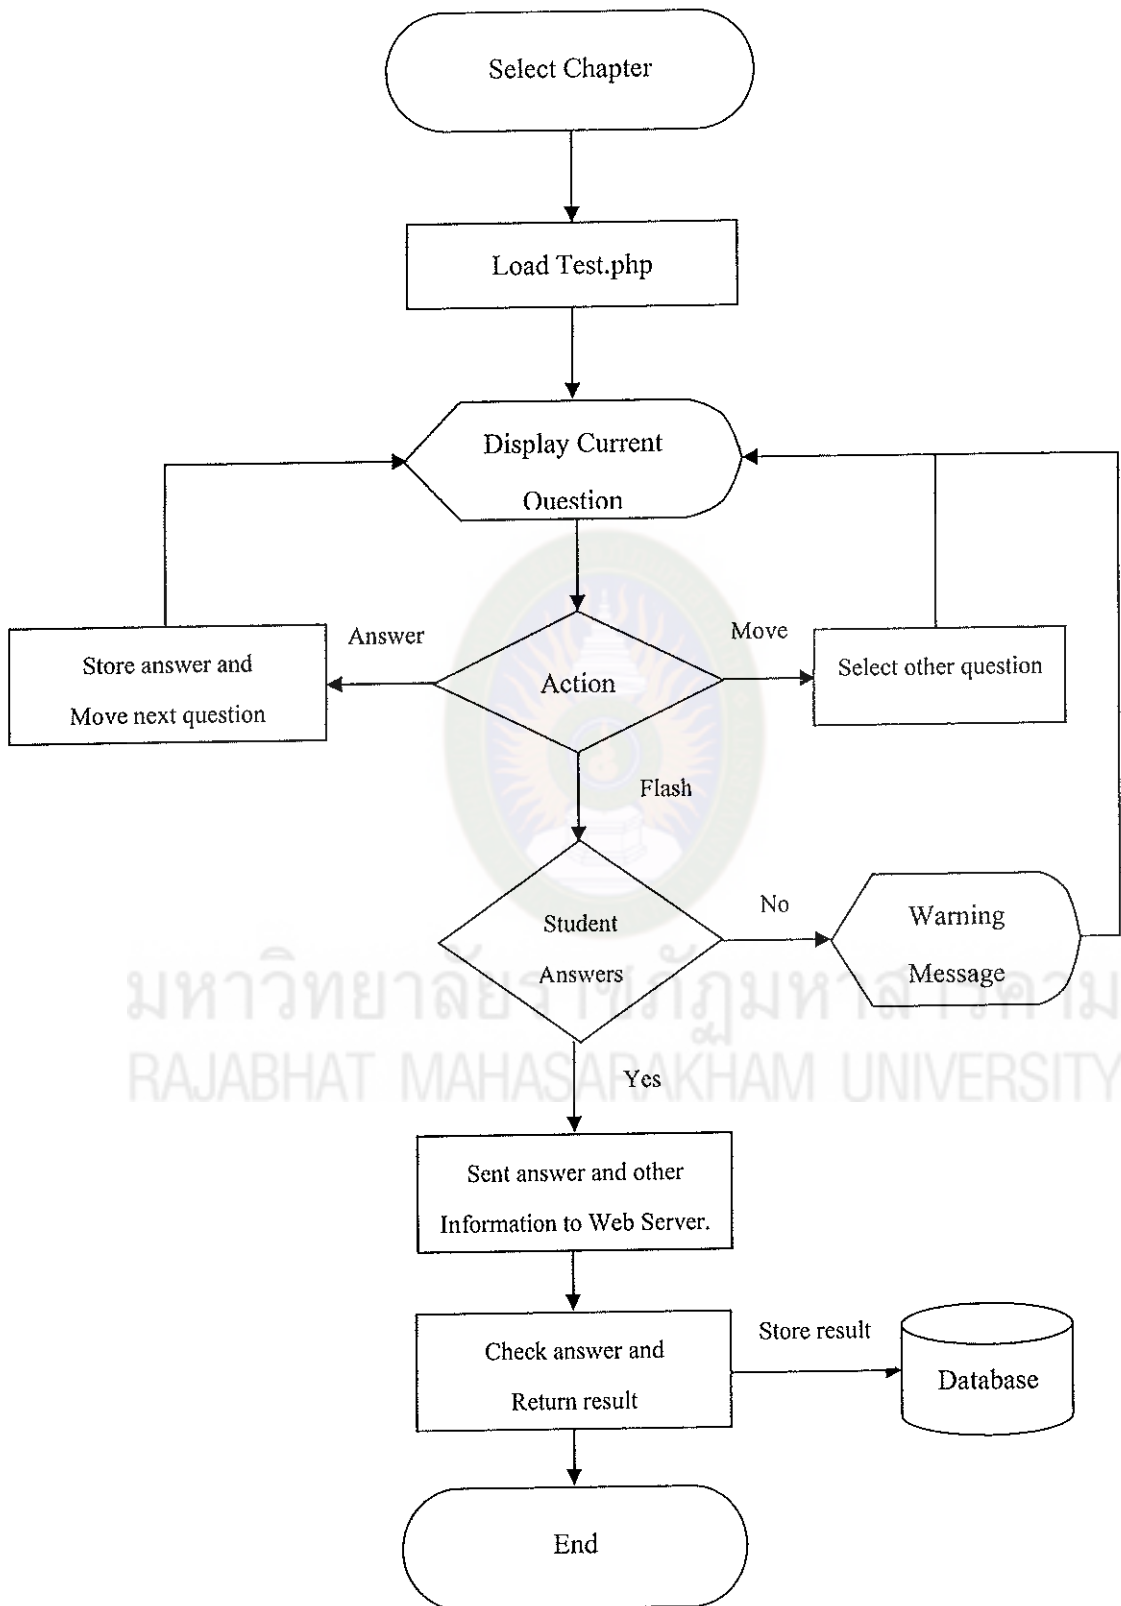 Select Chapter
Load Test.php
Display Current
Ouestion
Answer
Move
Store answer and
Move next question
Action
Select other question
Flash
Student
Answers
No
Warning
Message
มหาวิทยาลัยราชภัฏมหาสารคาม
RAJABHAT MAHASARAKHAM UNIVERSITY
Yes
Sent answer and other
Information to Web Server.
Check answer and
Return result
Store result
Database
End